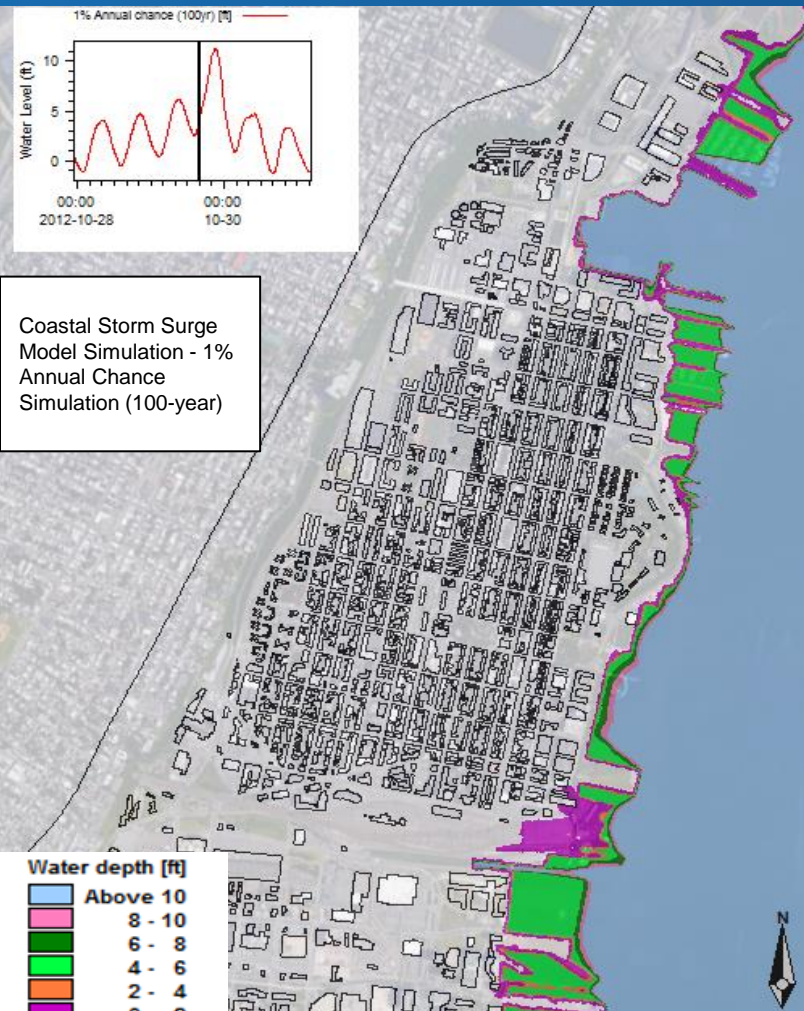 1% Annual chance (100yr) [ft]
Water Level (ft)
10
5
0
00:00
2012-10-28
00:00
10-30
Coastal Storm Surge
Model Simulation - 1%
Annual Chance
Simulation (100-year)
Water depth [ft]
Above 10
8 - 10
6 - 8
4 - 6
2 - 4
N